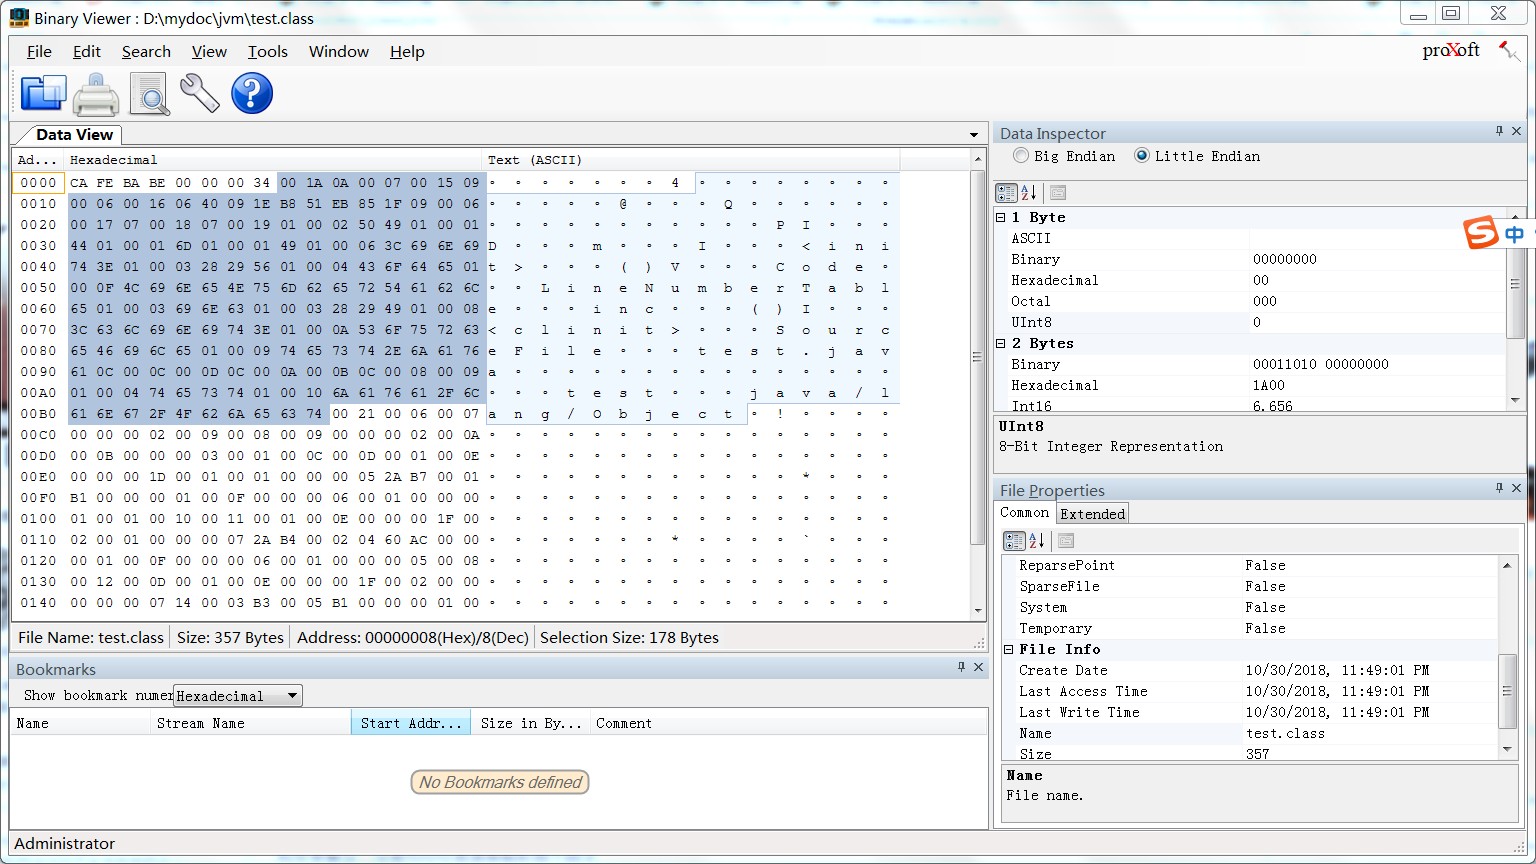 Binary Viewer : D:\mydoc\jvm\test.class
File Edit Search View Tools Window Help
proXsoft
Data View
Ad... Hexadecimal Text (ASCII)
0000 CA FE BA BE 00 00 00 34 00 1A 0A 00 07 00 15 09 4
0010 00 06 00 16 06 40 09 1E B8 51 EB 85 1F 09 00 06 @ Q
0020 00 17 07 00 18 07 00 19 01 00 02 50 49 01 00 01 P I
0030 44 01 00 01 6D 01 00 01 49 01 00 06 3C 69 6E 69 D m I < i n i
0040 74 3E 01 00 03 28 29 56 01 00 04 43 6F 64 65 01 t > ( ) V C o d e
0050 00 0F 4C 69 6E 65 4E 75 6D 62 65 72 54 61 62 6C L i n e N u m b e r T a b l
0060 65 01 00 03 69 6E 63 01 00 03 28 29 49 01 00 08 e i n c ( ) I
0070 3C 63 6C 69 6E 69 74 3E 01 00 0A 53 6F 75 72 63 < c l i n i t > S o u r c
0080 65 46 69 6C 65 01 00 09 74 65 73 74 2E 6A 61 76 e F i l e t e s t . j a v
0090 61 0C 00 0C 00 0D 0C 00 0A 00 0B 0C 00 08 00 09 a
00A0 01 00 04 74 65 73 74 01 00 10 6A 61 76 61 2F 6C t e s t j a v a / l
00B0 61 6E 67 2F 4F 62 6A 65 63 74 00 21 00 06 00 07 a n g / O b j e c t !
00C0 00 00 00 02 00 09 00 08 00 09 00 00 00 02 00 0A
00D0 00 0B 00 00 00 03 00 01 00 0C 00 0D 00 01 00 0E
00E0 00 00 00 1D 00 01 00 01 00 00 00 05 2A B7 00 01 *
00F0 B1 00 00 00 01 00 0F 00 00 00 06 00 01 00 00 00
0100 01 00 01 00 10 00 11 00 01 00 0E 00 00 00 1F 00
0110 02 00 01 00 00 00 07 2A B4 00 02 04 60 AC 00 00 * `
0120 00 01 00 0F 00 00 00 06 00 01 00 00 00 05 00 08
0130 00 12 00 0D 00 01 00 0E 00 00 00 1F 00 02 00 00
0140 00 00 00 07 14 00 03 B3 00 05 B1 00 00 00 01 00
File Name: test.class Size: 357 Bytes Address: 00000008(Hex)/8(Dec) Selection Size: 178 Bytes
Bookmarks
Show bookmark numer Hexadecimal
Name Stream Name Start Addr... Size in By... Comment
No Bookmarks defined
Administrator
Data Inspector
Big Endian Little Endian
1 Byte
ASCII
Binary 00000000
Hexadecimal 00
Octal 000
UInt8 0
2 Bytes
Binary 00011010 00000000
Hexadecimal 1A00
Int16 6.656
UInt8
8-Bit Integer Representation
中
File Properties
Common Extended
ReparsePoint False
SparseFile False
System False
Temporary False
File Info
Create Date 10/30/2018, 11:49:01 PM
Last Access Time 10/30/2018, 11:49:01 PM
Last Write Time 10/30/2018, 11:49:01 PM
Name test.class
Size 357
Name
File name.